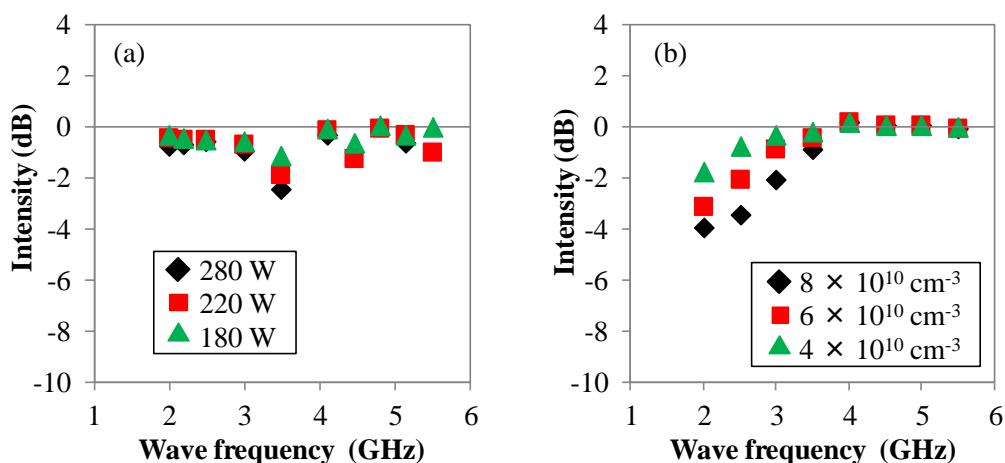 (a)
4
2
0
-2
-4
-6
-8
-10
Intensity (dB)
280 W
220 W
180 W
1 2 3 4 5 6
Wave frequency (GHz)
(b)
4
2
0
-2
-4
-6
-8
-10
Intensity (dB)
8 × 10¹⁰ cm⁻³
6 × 10¹⁰ cm⁻³
4 × 10¹⁰ cm⁻³
1 2 3 4 5 6
Wave frequency (GHz)